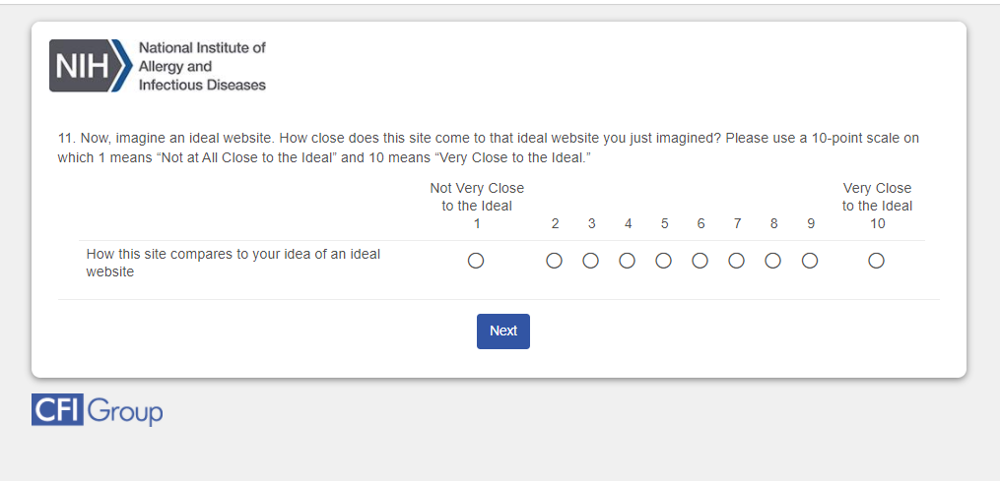 NIH
National Institute of
Allergy and
Infectious Diseases
11. Now, imagine an ideal website. How close does this site come to that ideal website you just imagined? Please use a 10-point scale on
which 1 means “Not at All Close to the Ideal” and 10 means “Very Close to the Ideal.”
Not Very Close
to the Ideal
1 2 3 4 5 6 7 8 9
Very Close
to the Ideal
10
How this site compares to your idea of an ideal
website
Next
CFI Group